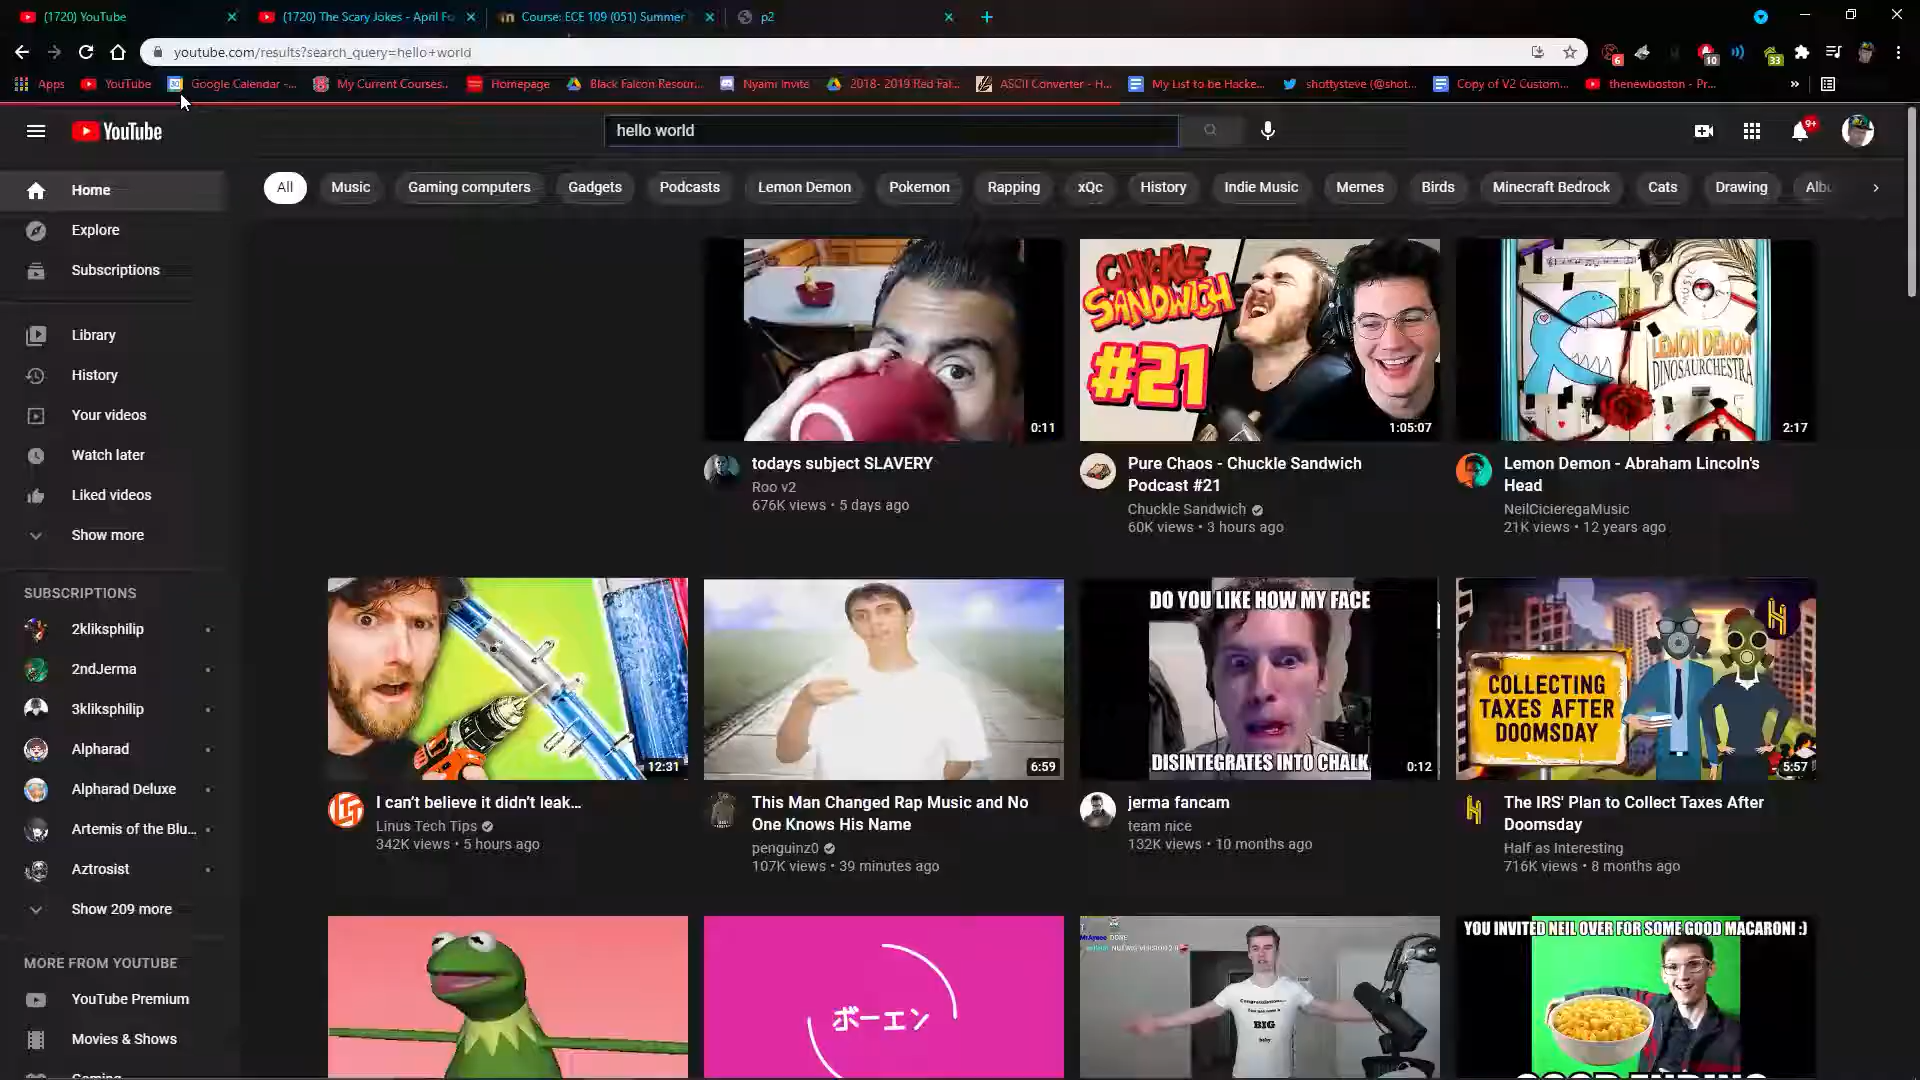 (1720) YouTube
(1720) The Scary Jokes - April Fo
Course: ECE 109 (051) Summer
p2
youtube.com/results?search_query=hello+world
6
10
33
Apps
YouTube
Google Calendar -...
My Current Courses...
Homepage
Black Falcon Resour...
Nyami Invite
2018- 2019 Red Fal...
ASCII Converter - H...
My List to be Hacke...
shottysteve (@shot...
Copy of V2 Custom...
thenewboston - Pr...
YouTube
hello world
9+
All
Music
Gaming computers
Gadgets
Podcasts
Lemon Demon
Pokemon
Rapping
xQc
History
Indie Music
Memes
Birds
Minecraft Bedrock
Cats
Drawing
Albu
Home
Explore
Subscriptions
Library
History
Your videos
Watch later
Liked videos
Show more
SUBSCRIPTIONS
2kliksphilip
2ndJerma
3kliksphilip
Alpharad
Alpharad Deluxe
Artemis of the Blu...
Aztrosist
Show 209 more
MORE FROM YOUTUBE
YouTube Premium
Movies & Shows
Gaming
0:11
todays subject SLAVERY
Roo v2
676K views • 5 days ago
CHUCKLE
SANDWICH
#21
1:05:07
Pure Chaos - Chuckle Sandwich
Podcast #21
Chuckle Sandwich
60K views • 3 hours ago
MUSIC
LEMON DEMON
DINOSAURCHESTRA
2:17
Lemon Demon - Abraham Lincoln's
Head
NeilCicieregaMusic
21K views • 12 years ago
12:31
LTT
I can't believe it didn't leak...
Linus Tech Tips
342K views • 5 hours ago
6:59
This Man Changed Rap Music and No
One Knows His Name
penguinz0
107K views • 39 minutes ago
DO YOU LIKE HOW MY FACE
DISINTEGRATES INTO CHALK
0:12
jerma fancam
team nice
132K views • 10 months ago
COLLECTING
TAXES AFTER
DOOMSDAY
5:57
The IRS' Plan to Collect Taxes After
Doomsday
Half as Interesting
716K views • 8 months ago
ボーエン
BIG
baby
YOU INVITED NEIL OVER FOR SOME GOOD MACARONI :)
GOOD ENDING